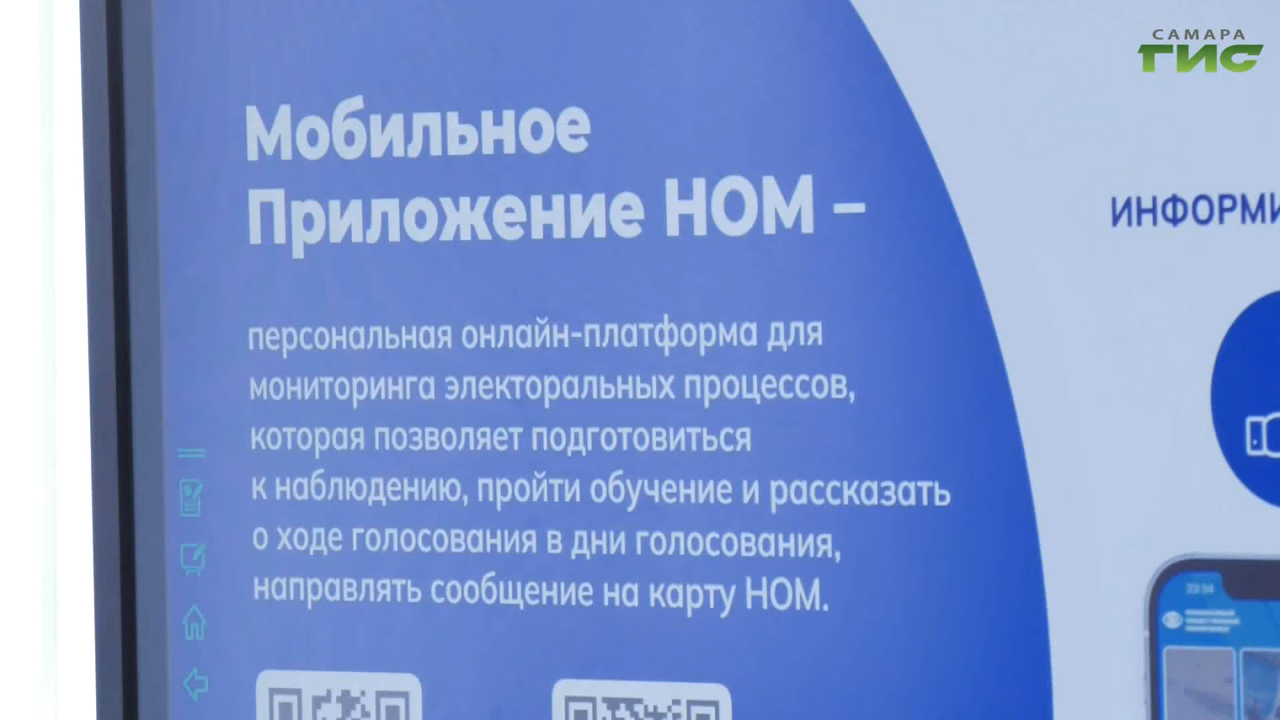 САМАРА
ГИС
Мобильное
Приложение НОМ –
персональная онлайн-платформа для
мониторинга электоральных процессов,
которая позволяет подготовиться
к наблюдению, пройти обучение и рассказать
о ходе голосования в дни голосования,
направлять сообщение на карту НОМ.
ИНФОРМИ